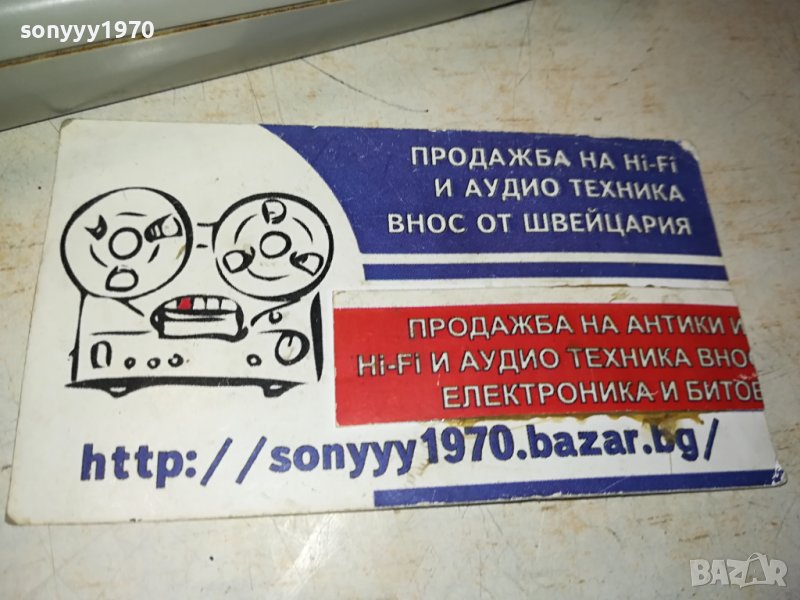 sonyyy1970
ПРОДАЖБА НА Hi-Fi
И АУДИО ТЕХНИКА
ВНОС ОТ ШВЕЙЦАРИЯ
ПРОДАЖБА НА АНТИКИ И
Hi-Fi И АУДИО ТЕХНИКА ВНОС
ЕЛЕКТРОНИКА И БИТОВ
http://sonyyy1970.bazar.bg/
BAZAR